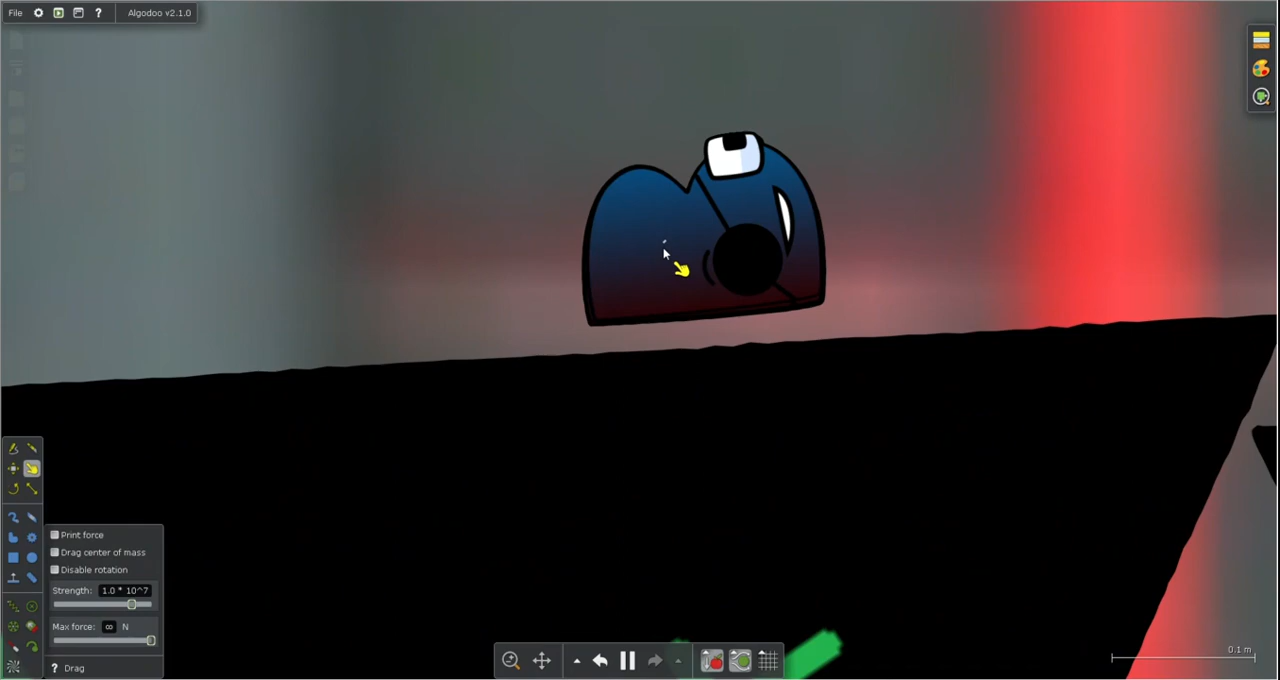 File ? Algodoo v2.1.0
Print force
Drag center of mass
Disable rotation
Strength: 1.0 * 10^7
Max force: ∞ N
? Drag
0.1 m